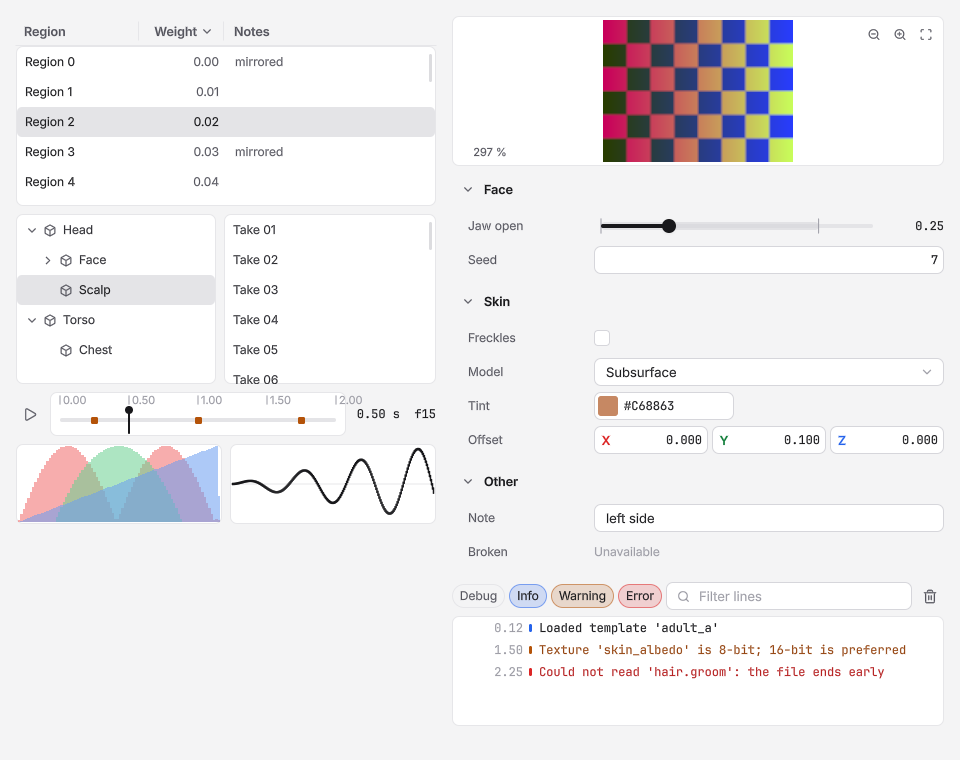 Region Weight Notes
Region 0 0.00 mirrored
Region 1 0.01
Region 2 0.02
Region 3 0.03 mirrored
Region 4 0.04
Head
Face
Scalp
Torso
Chest
Take 01
Take 02
Take 03
Take 04
Take 05
Take 06
0.00 0.50 1.00 1.50 2.00
0.50 s f15
297 %
Face
Jaw open 0.25
Seed 7
Skin
Freckles
Model Subsurface
Tint #C68863
Offset X 0.000 Y 0.100 Z 0.000
Other
Note left side
Broken Unavailable
Debug Info Warning Error Filter lines
0.12 Loaded template 'adult_a'
1.50 Texture 'skin_albedo' is 8-bit; 16-bit is preferred
2.25 Could not read 'hair.groom': the file ends early